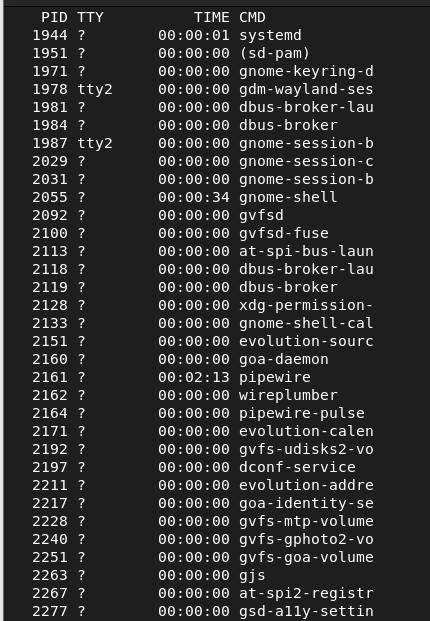 PID TTY TIME CMD
1944 ? 00:00:01 systemd
1951 ? 00:00:00 (sd-pam)
1971 ? 00:00:00 gnome-keyring-d
1978 tty2 00:00:00 gdm-wayland-ses
1981 ? 00:00:00 dbus-broker-lau
1984 ? 00:00:00 dbus-broker
1987 tty2 00:00:00 gnome-session-b
2029 ? 00:00:00 gnome-session-c
2031 ? 00:00:00 gnome-session-b
2055 ? 00:00:34 gnome-shell
2092 ? 00:00:00 gvfsd
2100 ? 00:00:00 gvfsd-fuse
2113 ? 00:00:00 at-spi-bus-laun
2118 ? 00:00:00 dbus-broker-lau
2119 ? 00:00:00 dbus-broker
2128 ? 00:00:00 xdg-permission-
2133 ? 00:00:00 gnome-shell-cal
2151 ? 00:00:00 evolution-sourc
2160 ? 00:00:00 goa-daemon
2161 ? 00:02:13 pipewire
2162 ? 00:00:00 wireplumber
2164 ? 00:00:00 pipewire-pulse
2171 ? 00:00:00 evolution-calen
2192 ? 00:00:00 gvfs-udisks2-vo
2197 ? 00:00:00 dconf-service
2211 ? 00:00:00 evolution-addre
2217 ? 00:00:00 goa-identity-se
2228 ? 00:00:00 gvfs-mtp-volume
2240 ? 00:00:00 gvfs-gphoto2-vo
2251 ? 00:00:00 gvfs-goa-volume
2263 ? 00:00:00 gjs
2267 ? 00:00:00 at-spi2-registr
2277 ? 00:00:00 gsd-a11y-settin